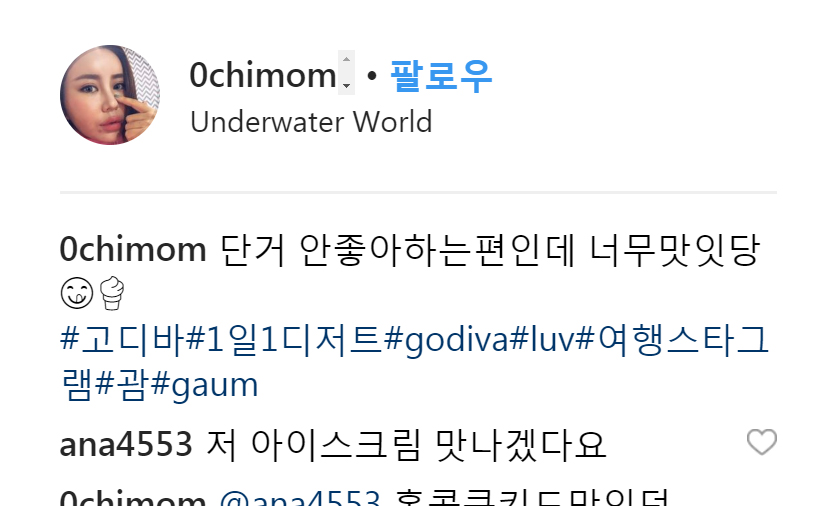 0chimom • 팔로우
Underwater World
0chimom 단거 안좋아하는편인데 너무맛잇당
😋🍦
#고디바#1일1디저트#godiva#luv#여행스타그
램#괌#gaum
ana4553 저 아이스크림 맛나겠다요
0chimom @ana4553